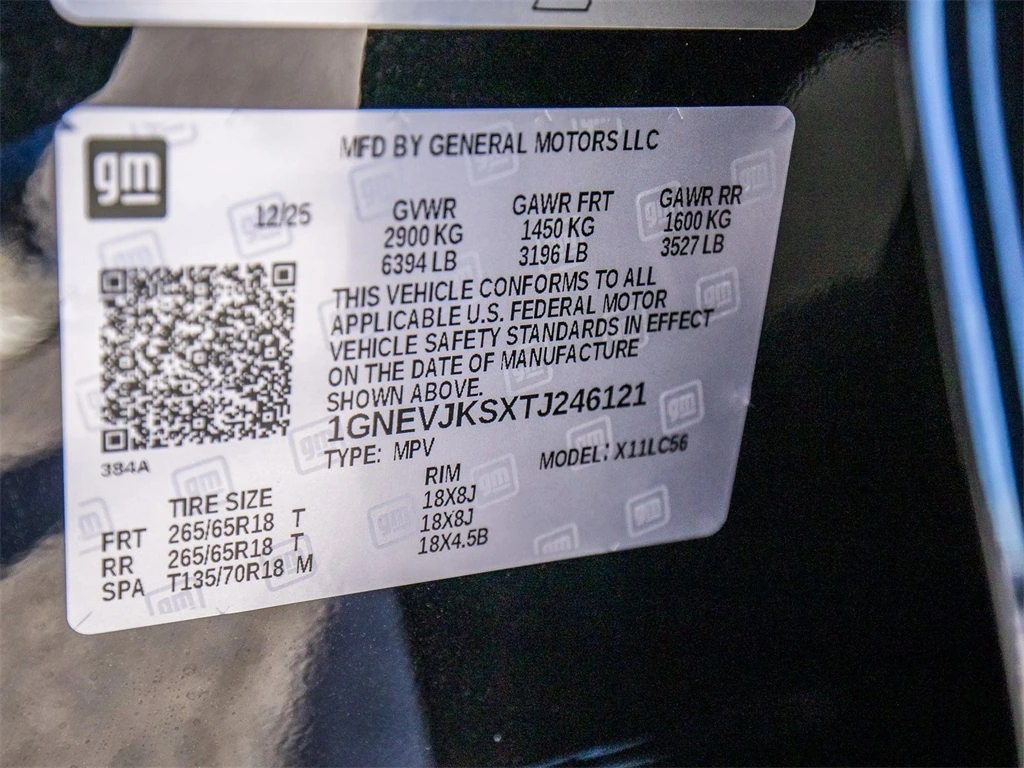 gm
MFD BY GENERAL MOTORS LLC
12/25
GVWR GAWR FRT GAWR RR
2900 KG 1450 KG 1600 KG
6394 LB 3196 LB 3527 LB
THIS VEHICLE CONFORMS TO ALL
APPLICABLE U.S. FEDERAL MOTOR
VEHICLE SAFETY STANDARDS IN EFFECT
ON THE DATE OF MANUFACTURE
SHOWN ABOVE.
1GNEVJKSXTJ246121
TYPE: MPV MODEL: X11LC56
384A
TIRE SIZE RIM
FRT 265/65R18 T 18X8J
RR 265/65R18 T 18X8J
SPA T135/70R18 M 18X4.5B